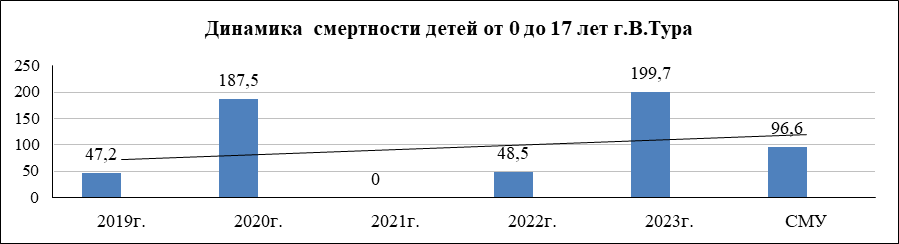 Динамика смертности детей от 0 до 17 лет г.В.Тура
250
200
150
100
50
0
47,2
187,5
0
48,5
199,7
96,6
2019г.
2020г.
2021г.
2022г.
2023г.
СМУ